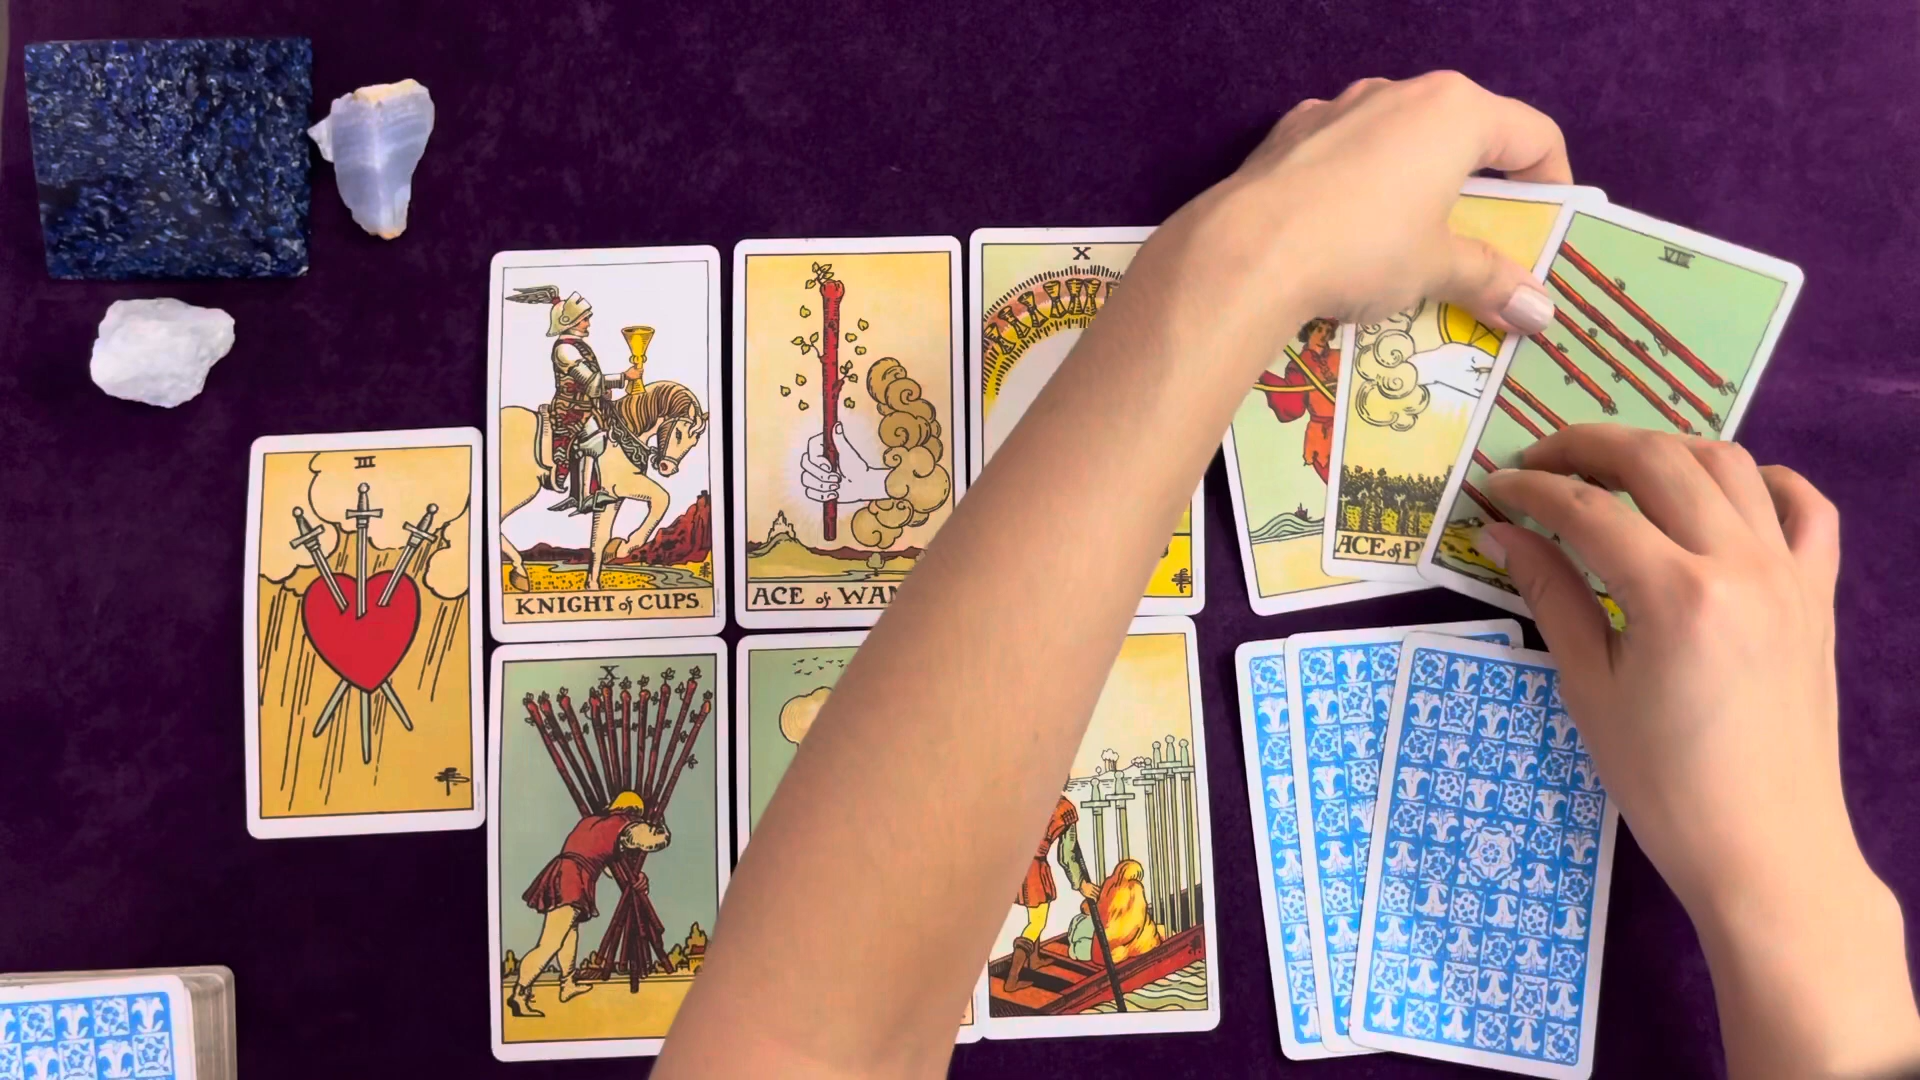 III
KNIGHT of CUPS.
ACE of WAN
X
ACE of P
VIII
X